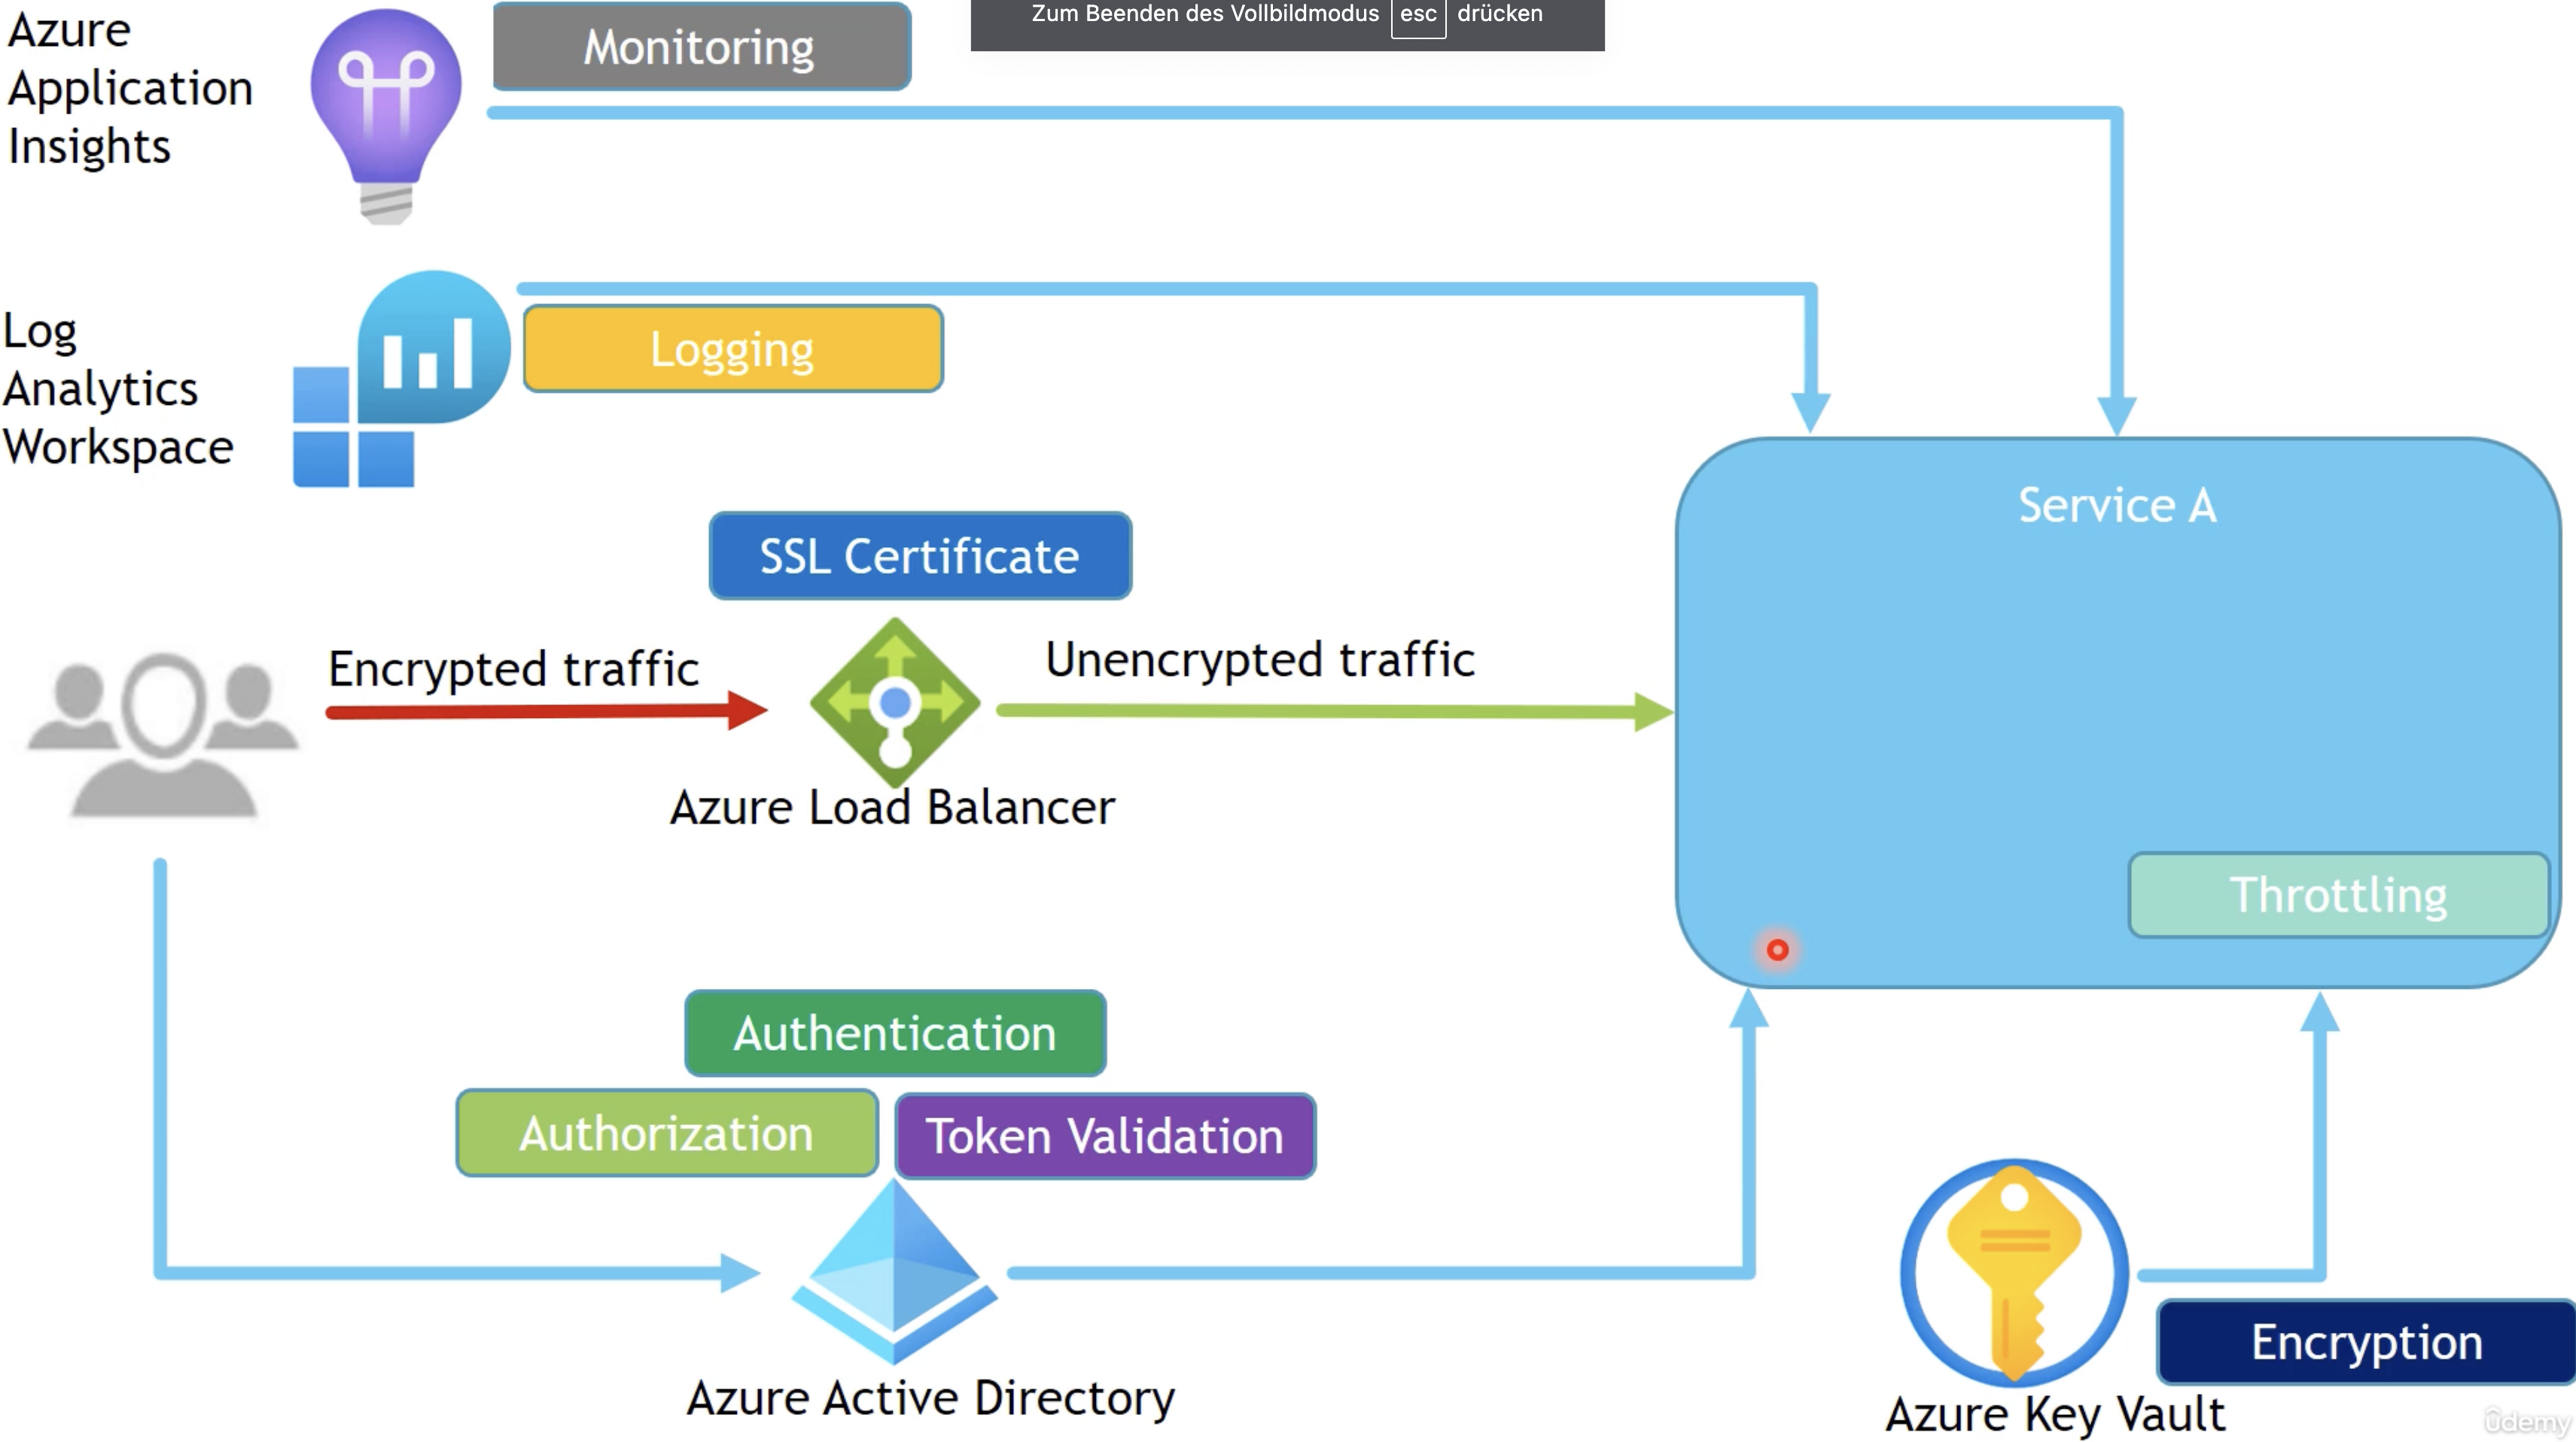 Azure
Application
Insights
Monitoring
Zum Beenden des Vollbildmodus esc drücken
Log
Analytics
Workspace
Logging
Service A
SSL Certificate
Encrypted traffic
Unencrypted traffic
Azure Load Balancer
Throttling
Authentication
Authorization
Token Validation
Azure Active Directory
Encryption
Azure Key Vault
ûdemy